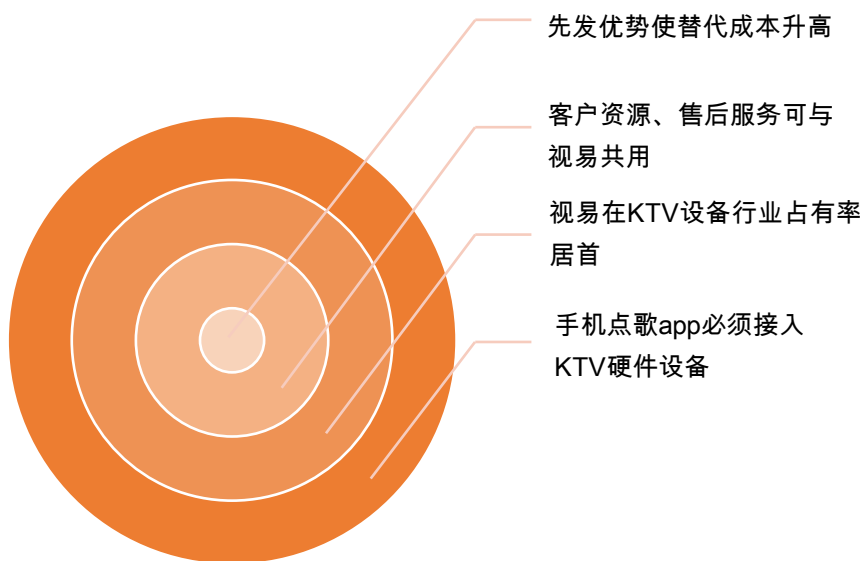 先发优势使替代成本升高
客户资源、售后服务可与
视易共用
视易在KTV设备行业占有率
居首
手机点歌app必须接入
KTV硬件设备